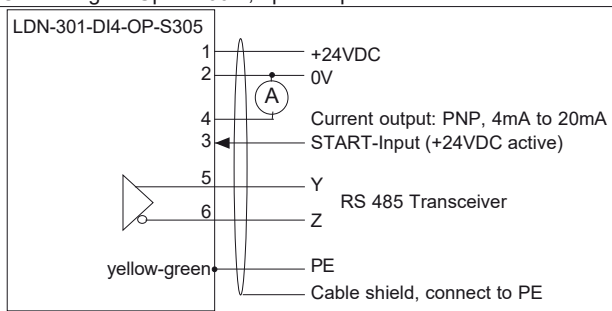 LDN-301-DI4-OP-S305
1 +24VDC
2 0V
A
4 Current output: PNP, 4mA to 20mA
3 START-Input (+24VDC active)
5 Y
RS 485 Transceiver
6 Z
yellow-green PE
Cable shield, connect to PE